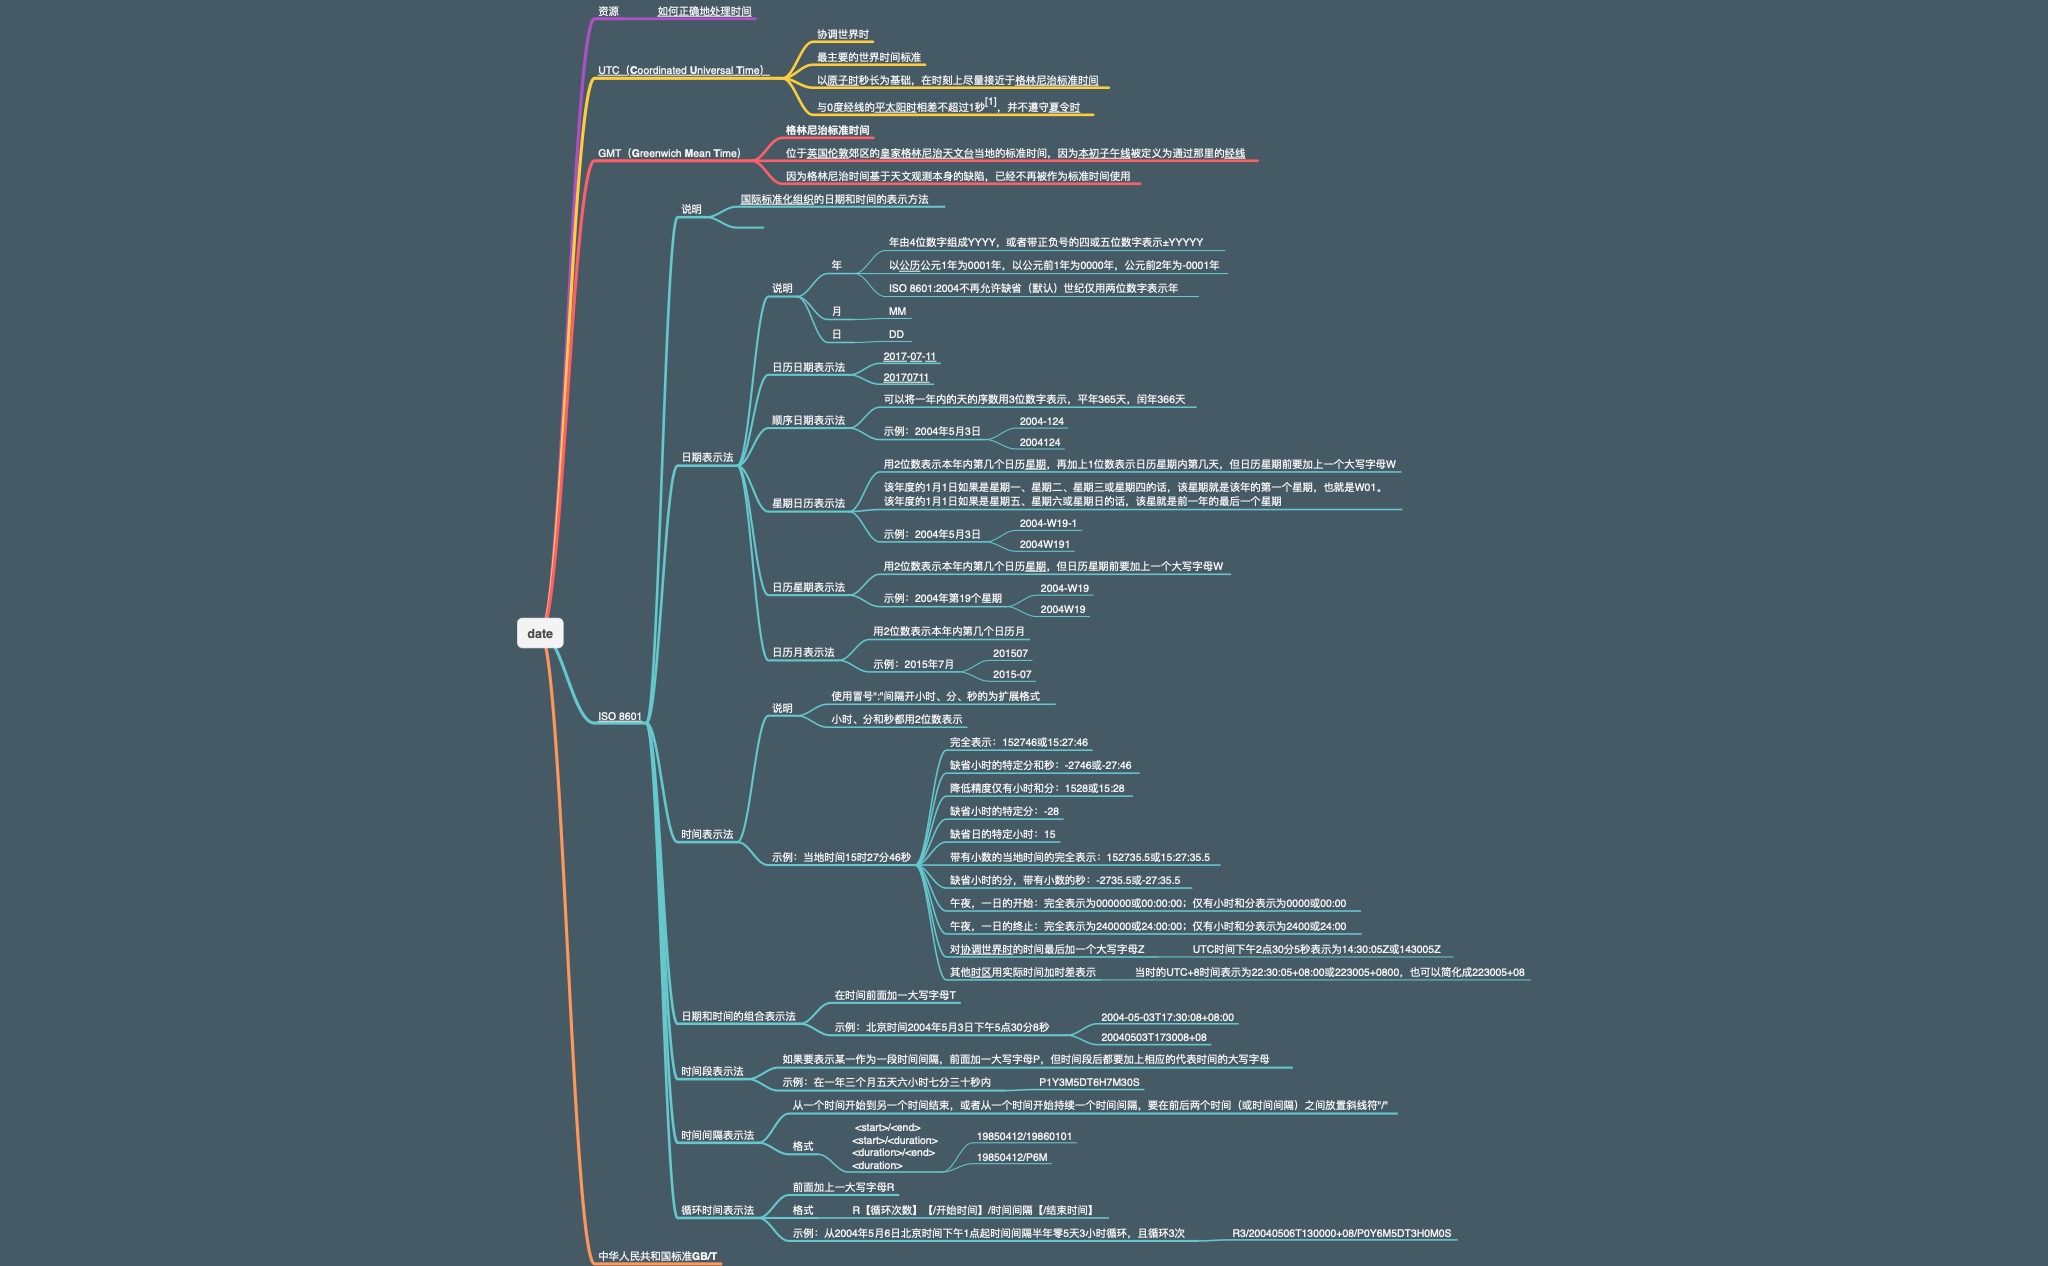 资源
如何正确地处理时间
UTC（Coordinated Universal Time）
协调世界时
最主要的世界时间标准
以原子时秒长为基础，在时刻上尽量接近于格林尼治标准时间
与0度经线的平太阳时相差不超过1秒[1]，并不遵守夏令时
GMT（Greenwich Mean Time）
格林尼治标准时间
位于英国伦敦郊区的皇家格林尼治天文台当地的标准时间，因为本初子午线被定义为通过那里的经线
因为格林尼治时间基于天文观测本身的缺陷，已经不再被作为标准时间使用
date
ISO 8601
说明
国际标准化组织的日期和时间的表示方法
日期表示法
说明
年
年由4位数字组成YYYY，或者带正负号的四或五位数字表示±YYYYY
以公历公元1年为0001年，以公元前1年为0000年，公元前2年为-0001年
ISO 8601:2004不再允许缺省（默认）世纪仅用两位数字表示年
月
MM
日
DD
日历日期表示法
2017-07-11
20170711
顺序日期表示法
可以将一年内的天的序数用3位数字表示，平年365天，闰年366天
示例：2004年5月3日
2004-124
2004124
星期日历表示法
用2位数表示本年内第几个日历星期，再加上1位数表示日历星期内第几天，但日历星期前要加上一个大写字母W
该年度的1月1日如果是星期一、星期二、星期三或星期四的话，该星期就是该年的第一个星期，也就是W01。
该年度的1月1日如果是星期五、星期六或星期日的话，该星就是前一年的最后一个星期
示例：2004年5月3日
2004-W19-1
2004W191
日历星期表示法
用2位数表示本年内第几个日历星期，但日历星期前要加上一个大写字母W
示例：2004年第19个星期
2004-W19
2004W19
日历月表示法
用2位数表示本年内第几个日历月
示例：2015年7月
201507
2015-07
时间表示法
说明
使用冒号":"间隔开小时、分、秒的为扩展格式
小时、分和秒都用2位数表示
示例：当地时间15时27分46秒
完全表示：152746或15:27:46
缺省小时的特定分和秒：-2746或-27:46
降低精度仅有小时和分：1528或15:28
缺省小时的特定分：-28
缺省日的特定小时：15
带有小数的当地时间的完全表示：152735.5或15:27:35.5
缺省小时的分，带有小数的秒：-2735.5或-27:35.5
午夜，一日的开始：完全表示为000000或00:00:00；仅有小时和分表示为0000或00:00
午夜，一日的终止：完全表示为240000或24:00:00；仅有小时和分表示为2400或24:00
对协调世界时的时间最后加一个大写字母Z
UTC时间下午2点30分5秒表示为14:30:05Z或143005Z
其他时区用实际时间加时差表示
当时的UTC+8时间表示为22:30:05+08:00或223005+0800，也可以简化成223005+08
日期和时间的组合表示法
在时间前面加一大写字母T
示例：北京时间2004年5月3日下午5点30分8秒
2004-05-03T17:30:08+08:00
20040503T173008+08
时间段表示法
如果要表示某一作为一段时间间隔，前面加一大写字母P，但时间段后都要加上相应的代表时间的大写字母
示例：在一年三个月五天六小时七分三十秒内
P1Y3M5DT6H7M30S
时间间隔表示法
从一个时间开始到另一个时间结束，或者从一个时间开始持续一个时间间隔，要在前后两个时间（或时间间隔）之间放置斜线符"/"
格式
<start>/<end>
<start>/<duration>
<duration>/<end>
<duration>
19850412/19860101
19850412/P6M
循环时间表示法
前面加上一大写字母R
格式
R【循环次数】【/开始时间】/时间间隔【/结束时间】
示例：从2004年5月6日北京时间下午1点起时间间隔半年零5天3小时循环，且循环3次
R3/20040506T130000+08/P0Y6M5DT3H0M0S
中华人民共和国标准GB/T